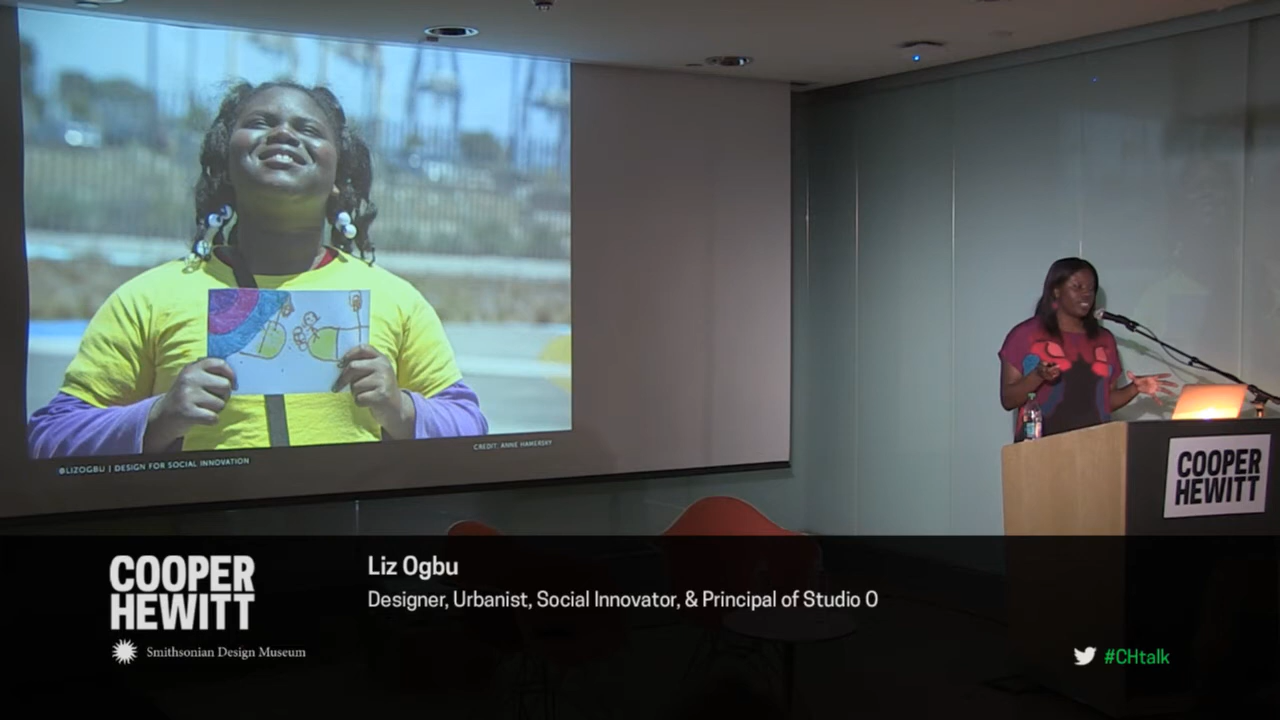 CREDIT: ANNE HAMERSKY
@LIZOGBU | DESIGN FOR SOCIAL INNOVATION
COOPER
HEWITT
COOPER
HEWITT
Smithsonian Design Museum
Liz Ogbu
Designer, Urbanist, Social Innovator, & Principal of Studio O
#CHtalk